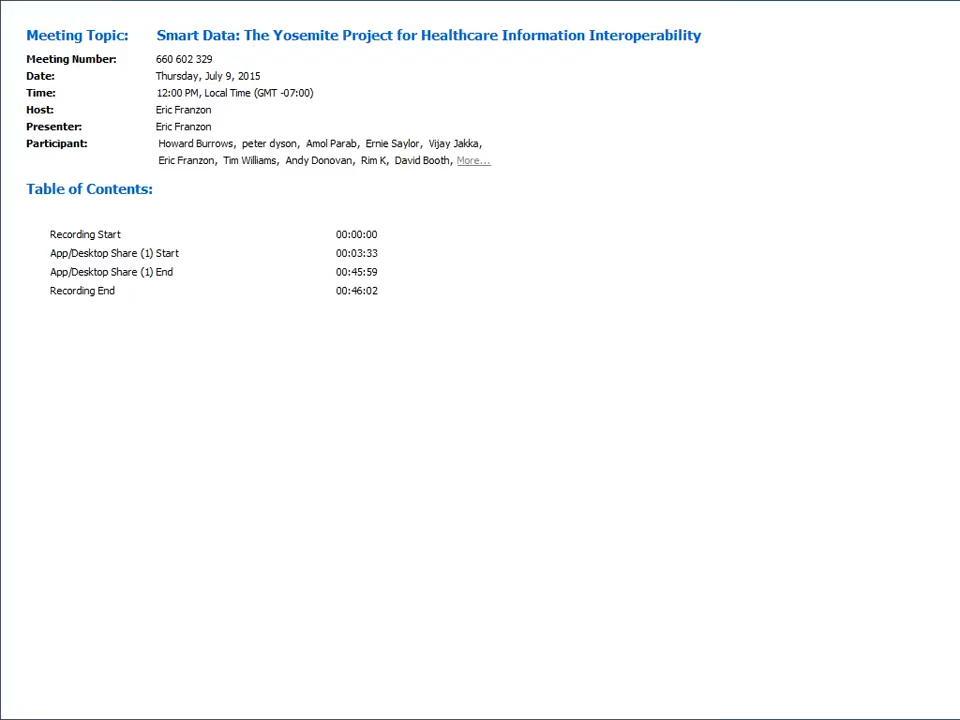 Meeting Topic: Smart Data: The Yosemite Project for Healthcare Information Interoperability
Meeting Number: 660 602 329
Date: Thursday, July 9, 2015
Time: 12:00 PM, Local Time (GMT -07:00)
Host: Eric Franzon
Presenter: Eric Franzon
Participant: Howard Burrows, peter dyson, Amol Parab, Ernie Saylor, Vijay Jakka,
Eric Franzon, Tim Williams, Andy Donovan, Rim K, David Booth, More...
Table of Contents:
Recording Start 00:00:00
App/Desktop Share (1) Start 00:03:33
App/Desktop Share (1) End 00:45:59
Recording End 00:46:02